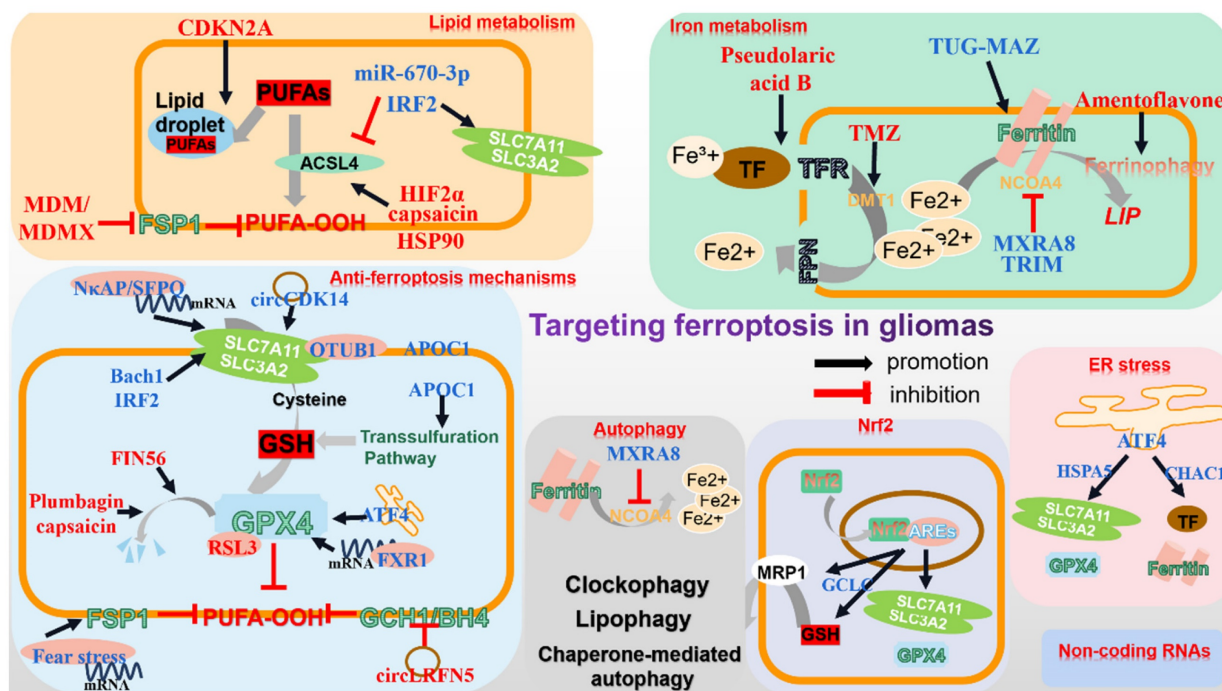 Lipid metabolism
CDKN2A
miR-670-3p
IRF2
PUFAs
Lipid
droplet
PUFAs
SLC7A11
SLC3A2
ACSL4
HIF2α
capsaicin
HSP90
MDM/
MDMX
FSP1
PUFA-OOH
Iron metabolism
Pseudolaric
acid B
TUG-MAZ
Amentoflavone
TMZ
Ferritin
Fe³+
TF
TFR
Ferrinophagy
DMT1
NCOA4
Fe2+
Fe2+
Fe2+
LIP
Fe2+
FPN
MXRA8
TRIM
Anti-ferroptosis mechanisms
NκAP/SFPQ
mRNA
circCDK14
SLC7A11
SLC3A2
OTUB1
APOC1
Bach1
IRF2
Cysteine
APOC1
GSH
Transsulfuration
Pathway
FIN56
Plumbagin
capsaicin
GPX4
ATF4
RSL3
mRNA
FXR1
FSP1
PUFA-OOH
GCH1/BH4
Fear stress
mRNA
circLRFN5
Targeting ferroptosis in gliomas
promotion
inhibition
Autophagy
MXRA8
Ferritin
NCOA4
Fe2+
Fe2+
Fe2+
Clockophagy
Lipophagy
Chaperone-mediated
autophagy
Nrf2
Nrf2
Nrf2
AREs
MRP1
GCLC
SLC7A11
SLC3A2
GSH
GPX4
ER stress
ATF4
HSPA5
CHAC1
SLC7A11
SLC3A2
TF
GPX4
Ferritin
Non-coding RNAs